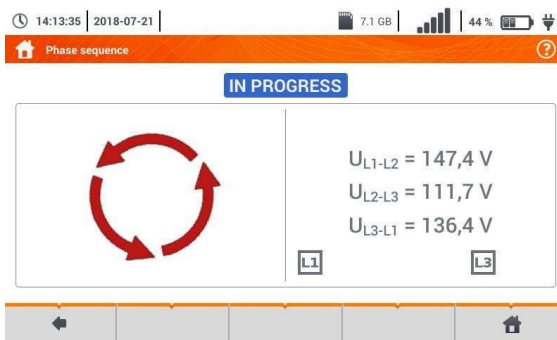 14:13:35 2018-07-21 7.1 GB 44 %
Phase sequence ?
IN PROGRESS
UL1-L2 = 147,4 V
UL2-L3 = 111,7 V
UL3-L1 = 136,4 V
L1 L3